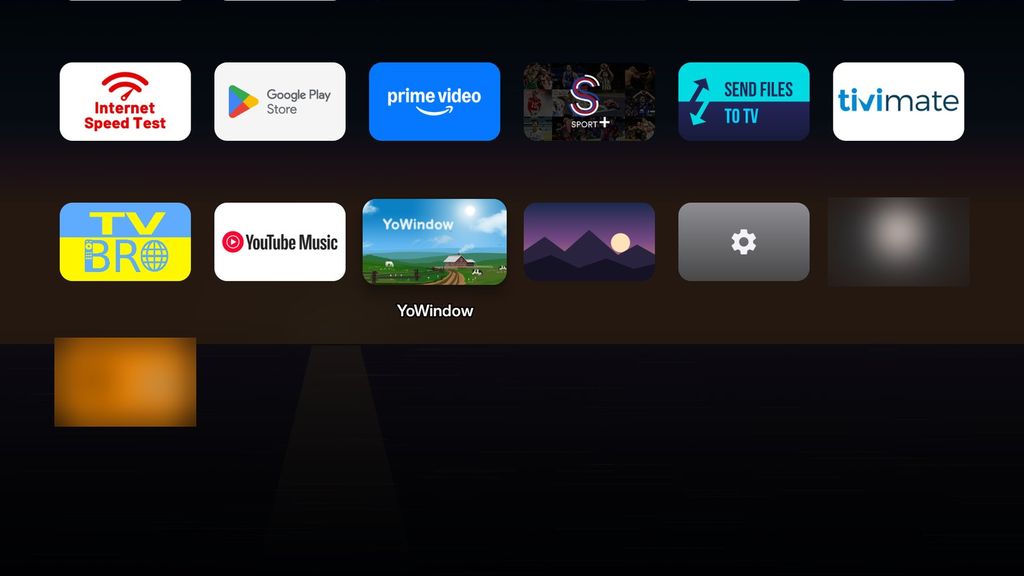 Internet
Speed Test
Google Play
Store
prime video
S
SPORT+
SEND FILES
TO TV
tivimate
TV
BRO
YouTube Music
YoWindow
YoWindow